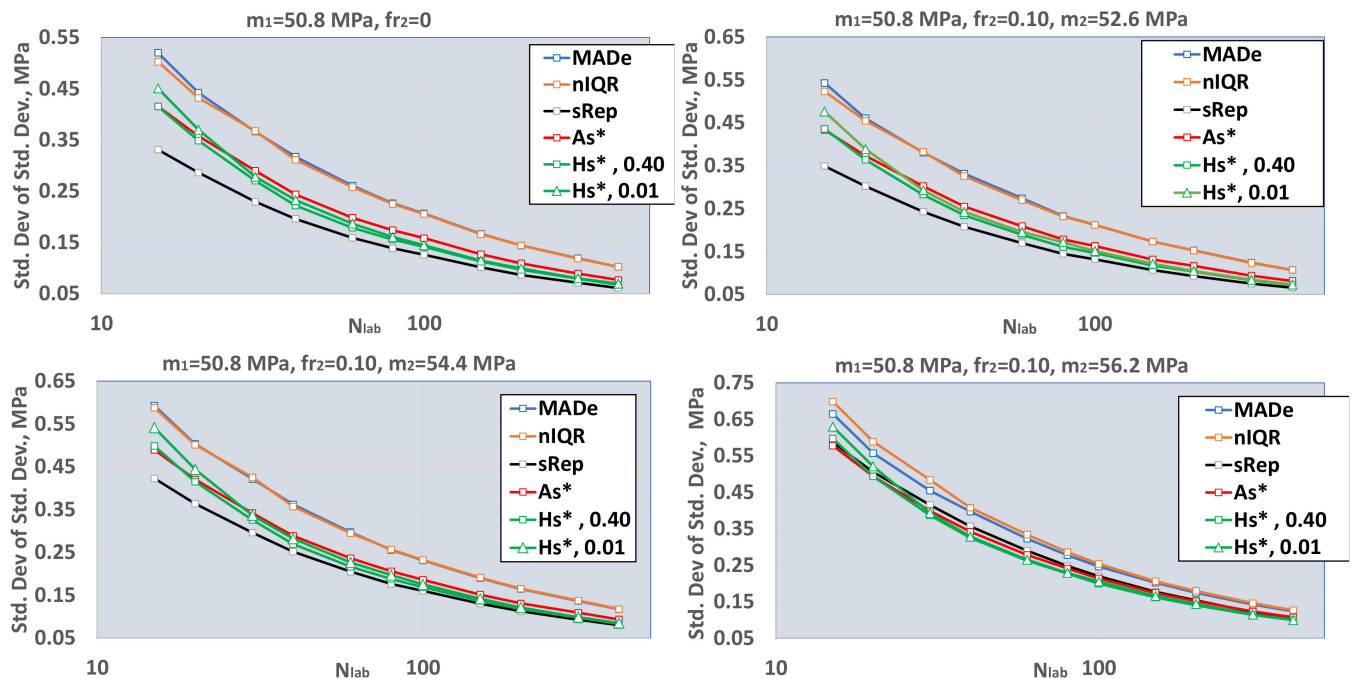 m₁=50.8 MPa, fr₂=0
Std. Dev of Std. Dev., MPa
0.55
0.45
0.35
0.25
0.15
0.05
10
Nlab
100
MADe
nIQR
sRep
As*
Hs* , 0.40
Hs*, 0.01
m₁=50.8 MPa, fr₂=0.10, m₂=52.6 MPa
Std. Dev of Std. Dev., MPa
0.65
0.55
0.45
0.35
0.25
0.15
0.05
10
Nlab
100
MADe
nIQR
sRep
As*
Hs* , 0.40
Hs*, 0.01
m₁=50.8 MPa, fr₂=0.10, m₂=54.4 MPa
Std. Dev of Std. Dev., MPa
0.65
0.55
0.45
0.35
0.25
0.15
0.05
10
Nlab
100
MADe
nIQR
sRep
As*
Hs* , 0.40
Hs*, 0.01
m₁=50.8 MPa, fr₂=0.10, m₂=56.2 MPa
Std. Dev of Std. Dev., MPa
0.75
0.65
0.55
0.45
0.35
0.25
0.15
0.05
10
Nlab
100
MADe
nIQR
sRep
As*
Hs* , 0.40
Hs*, 0.01